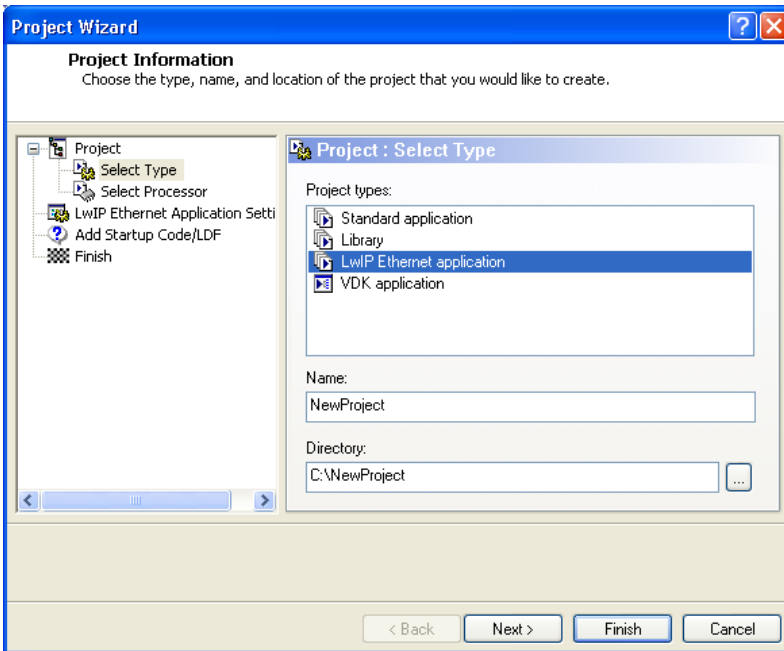 Project Wizard
Project Information
Choose the type, name, and location of the project that you would like to create.
Project
Select Type
Select Processor
LwIP Ethernet Application Setti
Add Startup Code/LDF
Finish
Project : Select Type
Project types:
Standard application
Library
LwIP Ethernet application
VDK application
Name:
NewProject
Directory:
C:\NewProject
...
< Back
Next >
Finish
Cancel